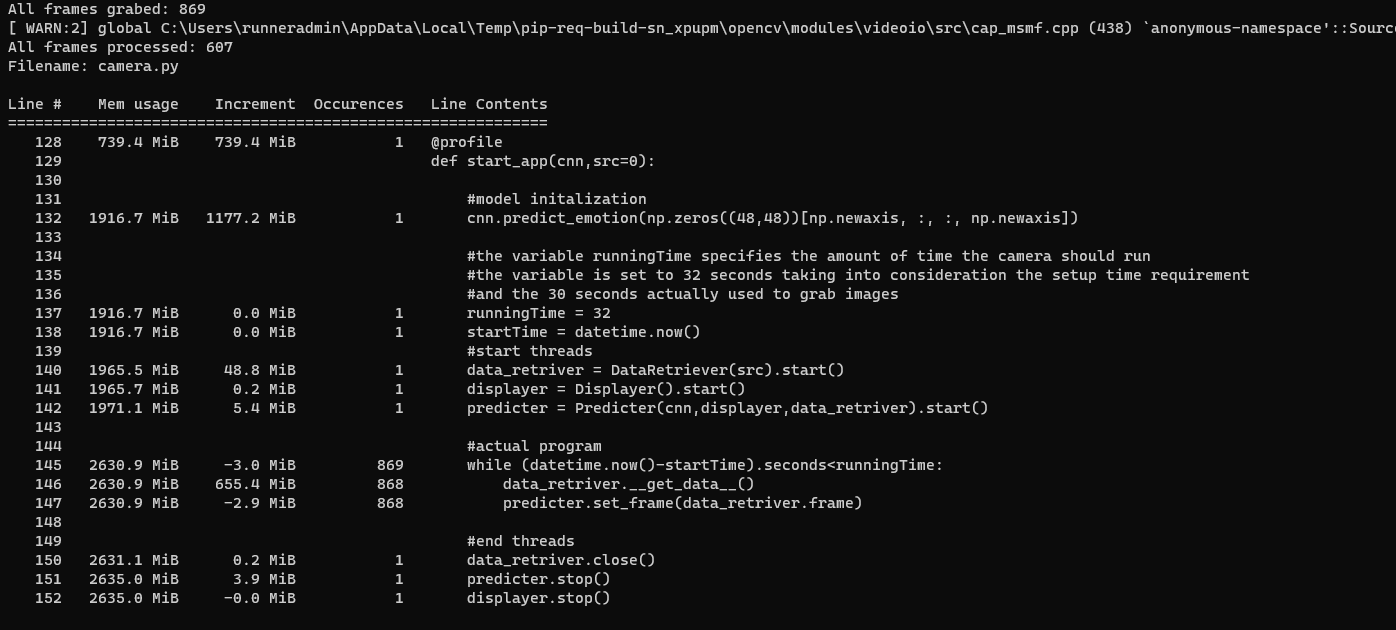 All frames grabed: 869
[ WARN:2] global C:\Users\runneradmin\AppData\Local\Temp\pip-req-build-sn_xpupm\opencv\modules\videoio\src\cap_msmf.cpp (438) `anonymous-namespace'::Sourc
All frames processed: 607
Filename: camera.py
Line #    Mem usage    Increment  Occurences   Line Contents
============================================================
   128    739.4 MiB    739.4 MiB           1   @profile
   129                                         def start_app(cnn,src=0):
   130
   131                                             #model initalization
   132   1916.7 MiB   1177.2 MiB           1       cnn.predict_emotion(np.zeros((48,48))[np.newaxis, :, :, np.newaxis])
   133
   134                                             #the variable runningTime specifies the amount of time the camera should run
   135                                             #the variable is set to 32 seconds taking into consideration the setup time requirement
   136                                             #and the 30 seconds actually used to grab images
   137   1916.7 MiB      0.0 MiB           1       runningTime = 32
   138   1916.7 MiB      0.0 MiB           1       startTime = datetime.now()
   139                                             #start threads
   140   1965.5 MiB     48.8 MiB           1       data_retriver = DataRetriever(src).start()
   141   1965.7 MiB      0.2 MiB           1       displayer = Displayer().start()
   142   1971.1 MiB      5.4 MiB           1       predicter = Predicter(cnn,displayer,data_retriver).start()
   143
   144                                             #actual program
   145   2630.9 MiB     -3.0 MiB         869       while (datetime.now()-startTime).seconds<runningTime:
   146   2630.9 MiB    655.4 MiB         868           data_retriver.__get_data__()
   147   2630.9 MiB     -2.9 MiB         868           predicter.set_frame(data_retriver.frame)
   148
   149                                             #end threads
   150   2631.1 MiB      0.2 MiB           1       data_retriver.close()
   151   2635.0 MiB      3.9 MiB           1       predicter.stop()
   152   2635.0 MiB     -0.0 MiB           1       displayer.stop()